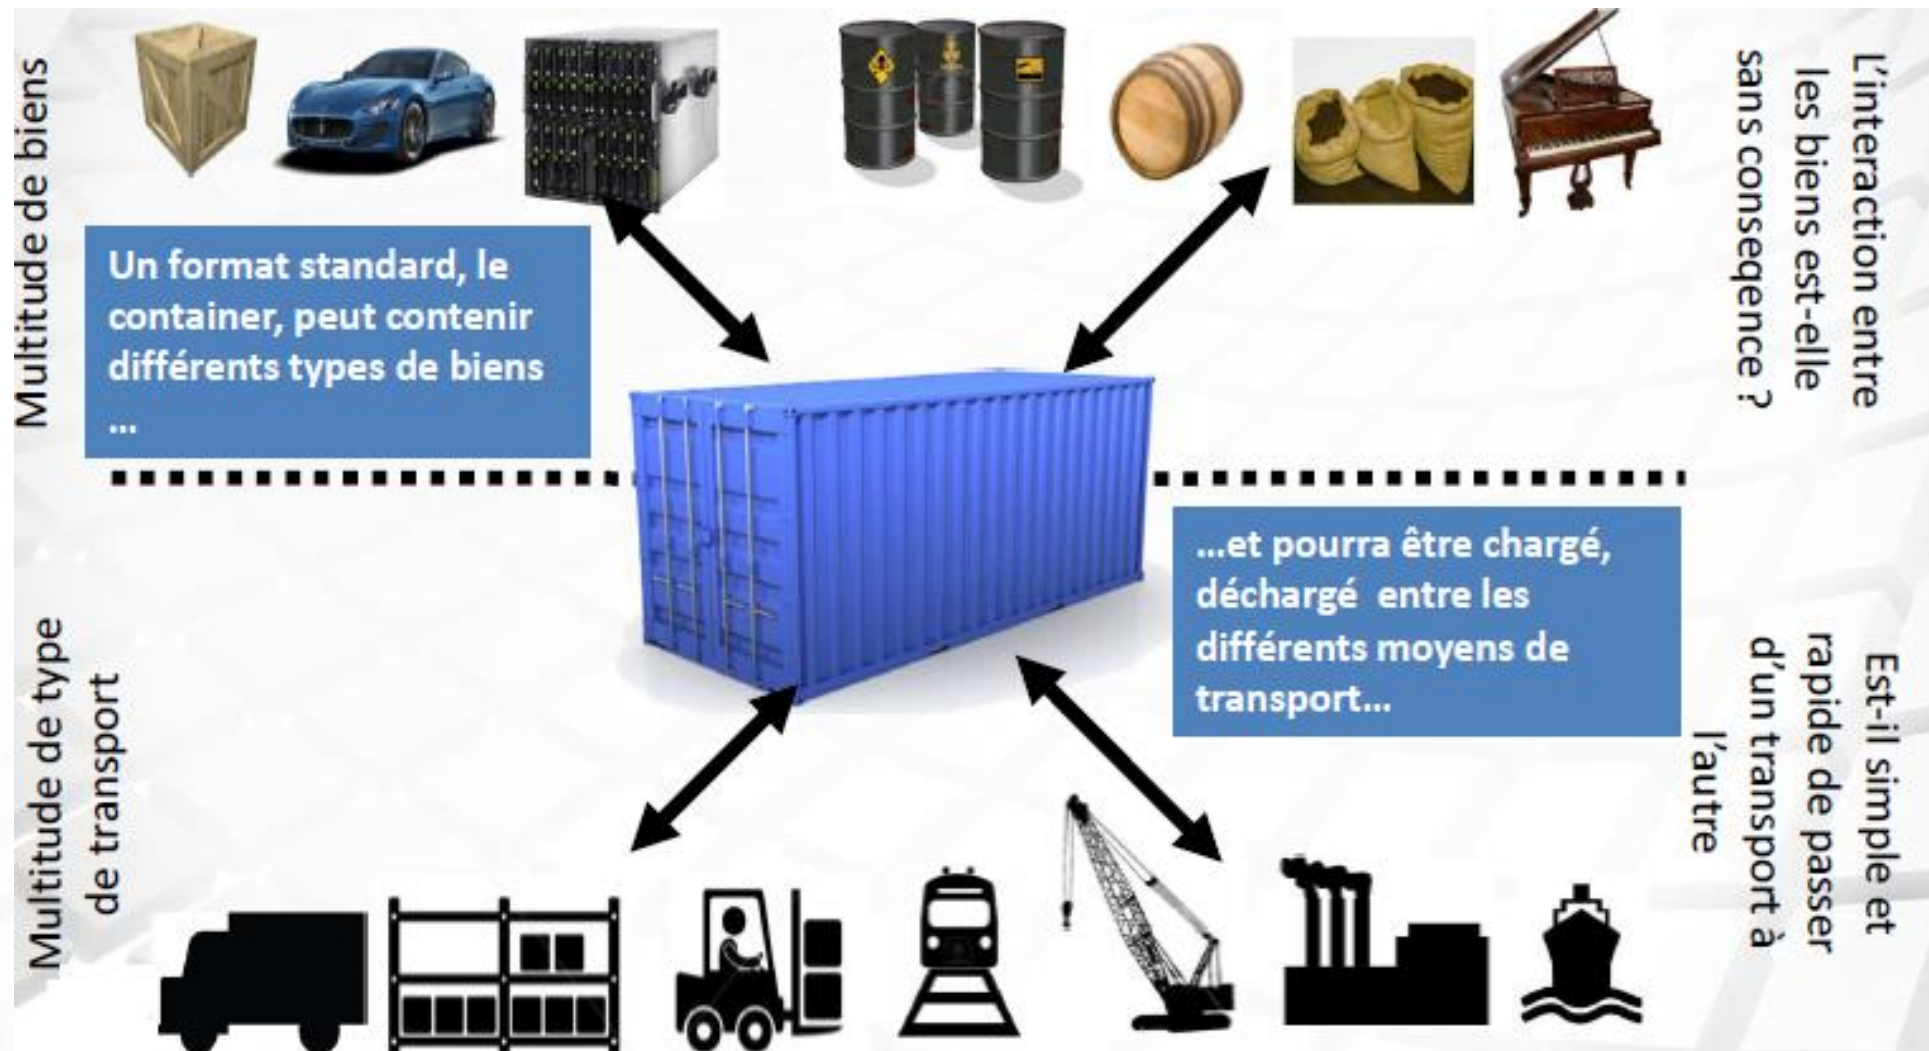 Multitude de biens
Un format standard, le
container, peut contenir
différents types de biens
...
L'interaction entre
les biens est-elle
sans conseqence ?
Multitude de type
de transport
...et pourra être chargé,
déchargé entre les
différents moyens de
transport...
Est-il simple et
rapide de passer
d'un transport à
l'autre